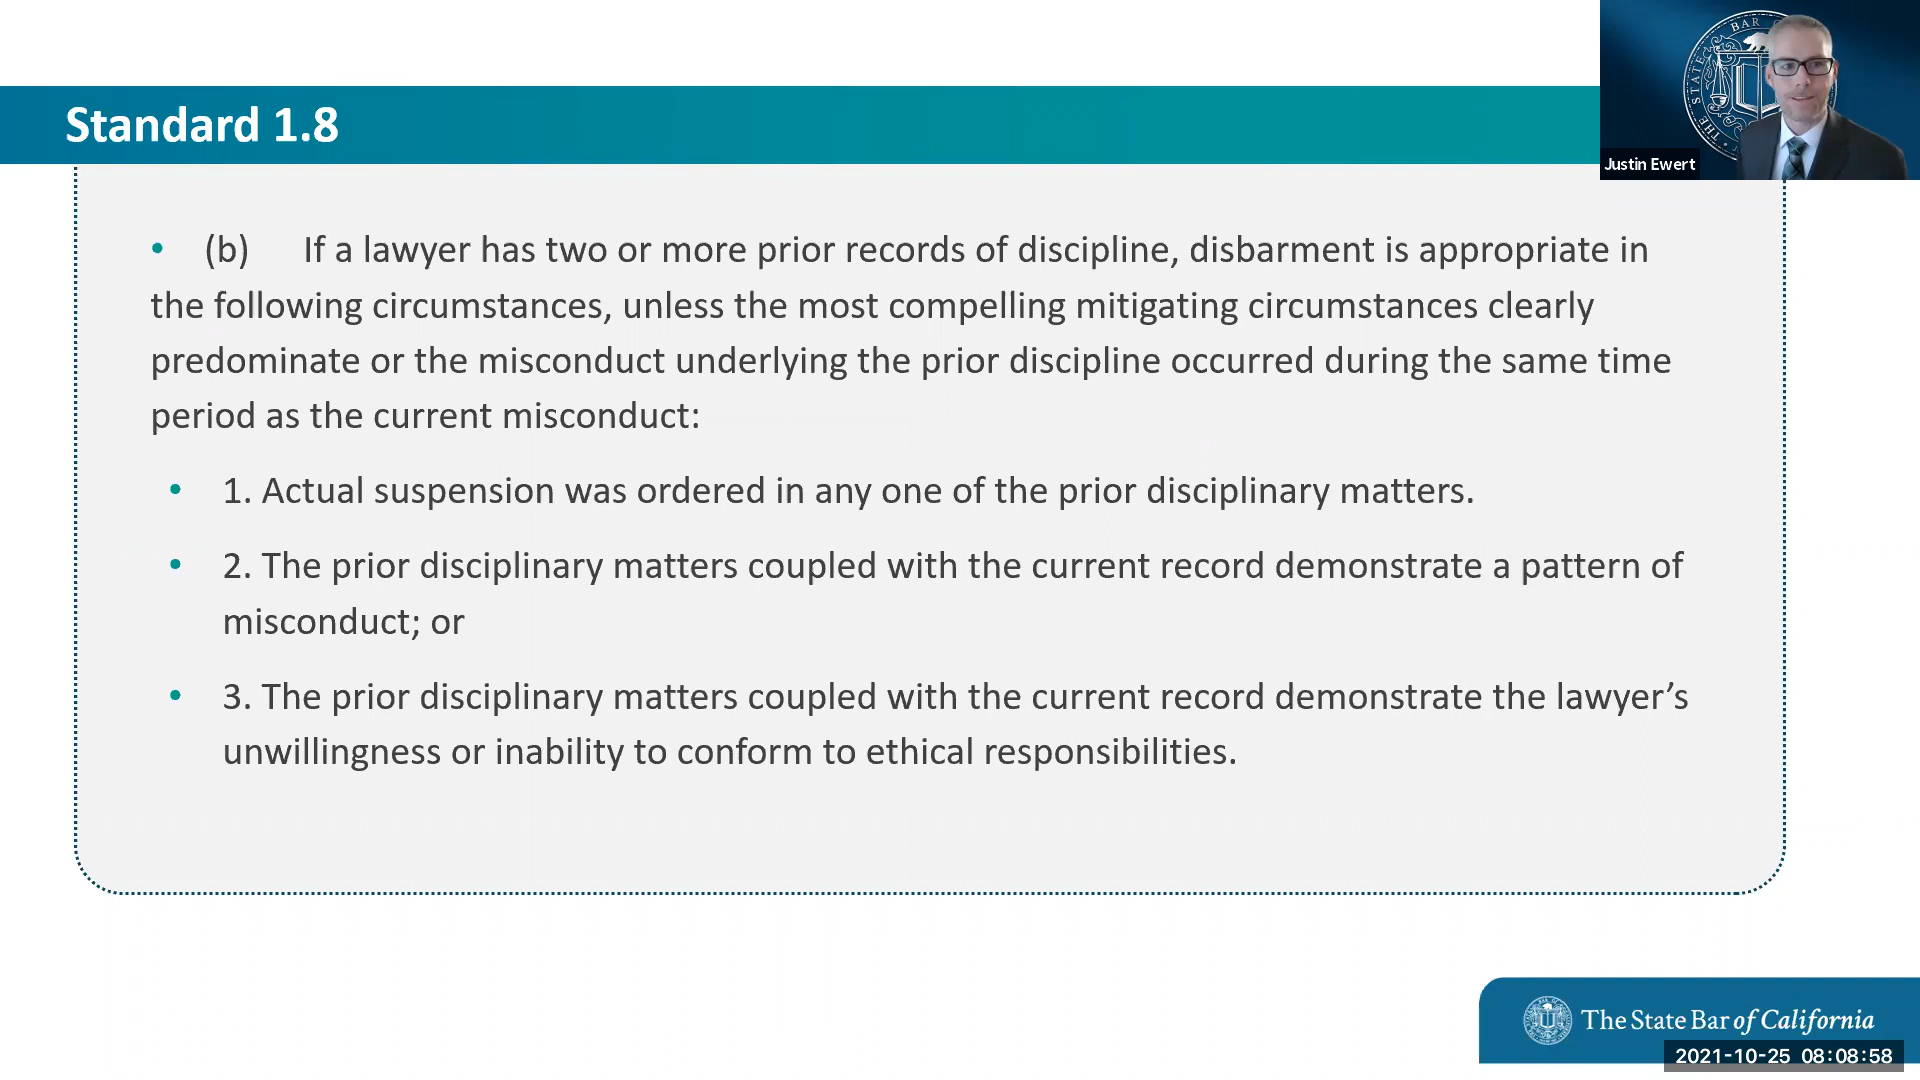 Standard 1.8
BAR
THE STATE
Justin Ewert
• (b) If a lawyer has two or more prior records of discipline, disbarment is appropriate in
the following circumstances, unless the most compelling mitigating circumstances clearly
predominate or the misconduct underlying the prior discipline occurred during the same time
period as the current misconduct:
• 1. Actual suspension was ordered in any one of the prior disciplinary matters.
• 2. The prior disciplinary matters coupled with the current record demonstrate a pattern of
misconduct; or
• 3. The prior disciplinary matters coupled with the current record demonstrate the lawyer’s
unwillingness or inability to conform to ethical responsibilities.
The State Bar of California
2021-10-25 08:08:58